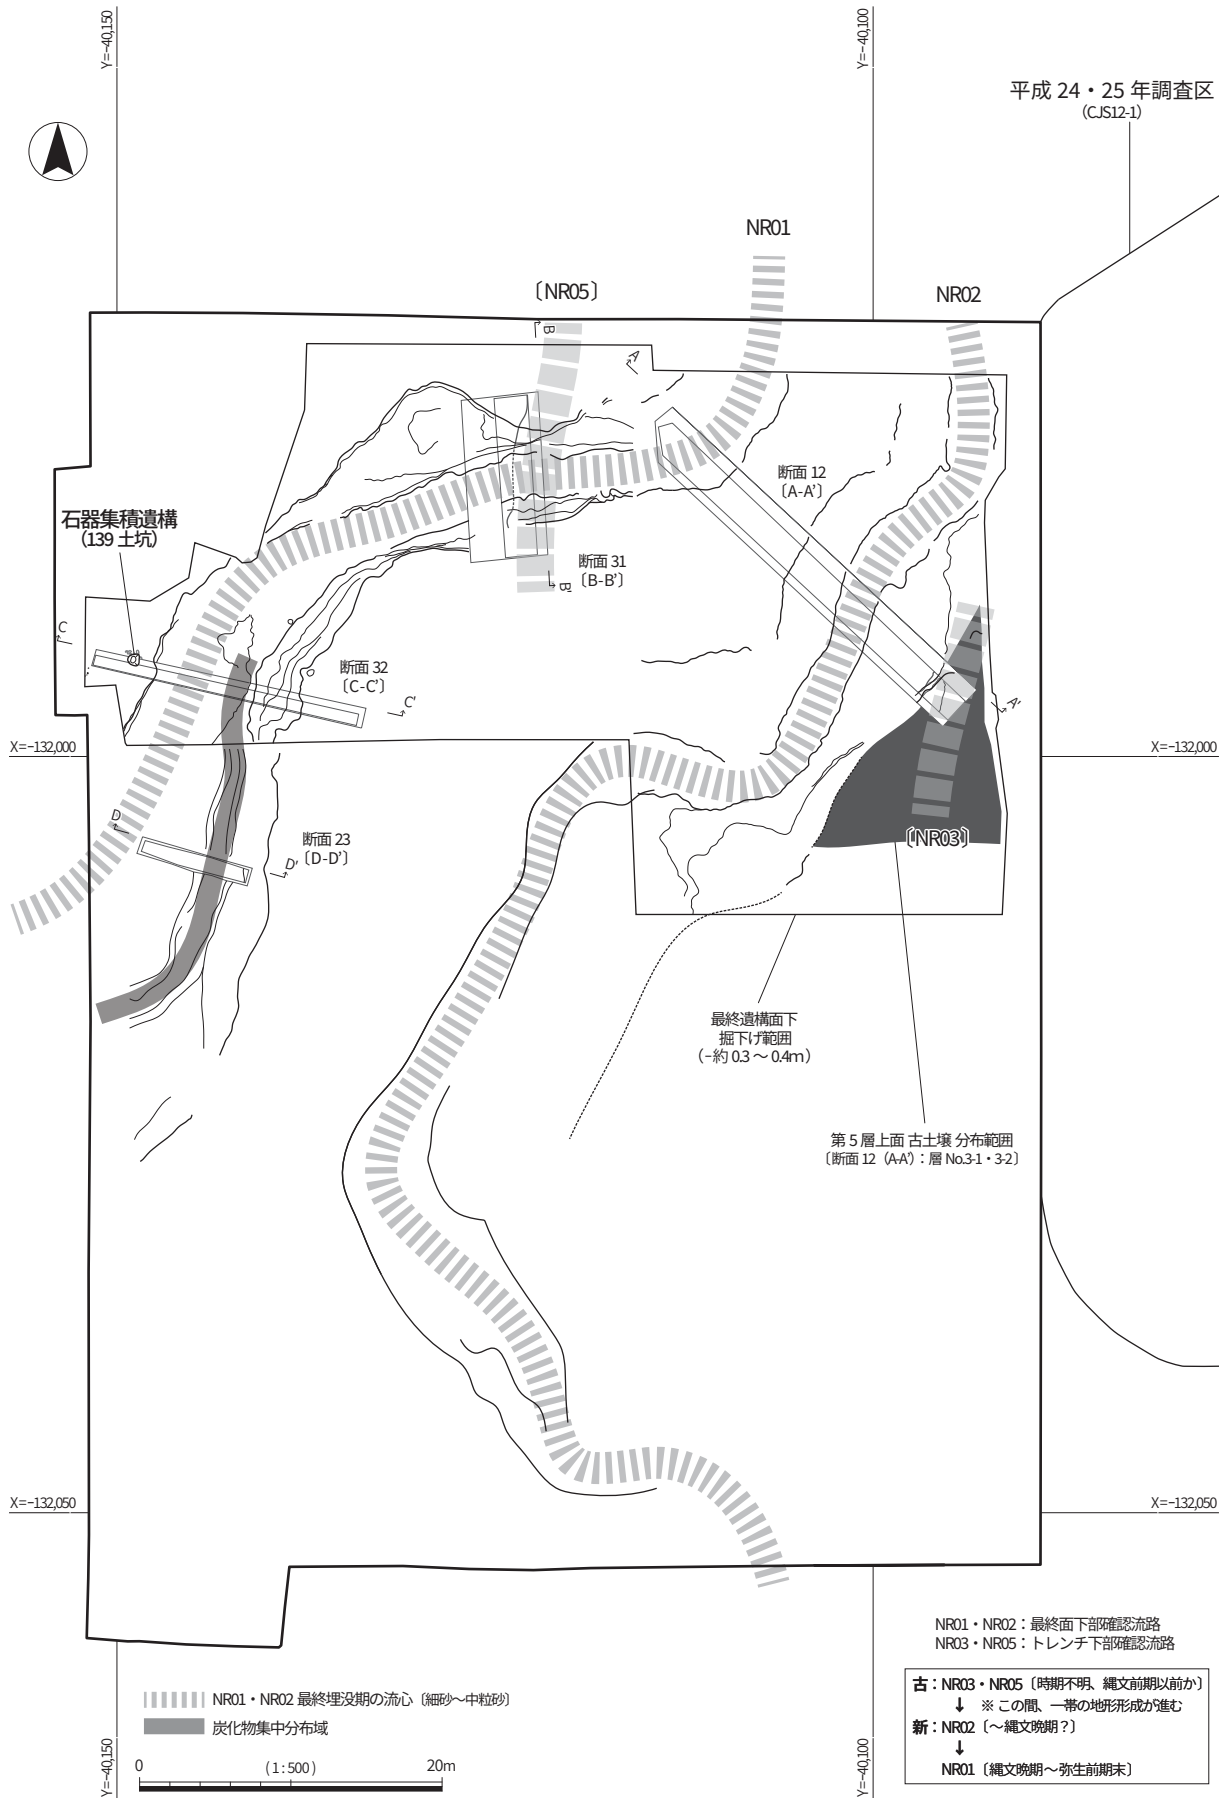 Y=-40,150
Y=-40,100
平成 24・25 年調査区
(CJS12-1)
NR01
〔NR05〕
NR02
B
A
断面 12
〔A-A'〕
石器集積遺構
(139 土坑)
断面 31
〔B-B'〕
B'
C
断面 32
〔C-C'〕
C'
A'
X=-132,000
X=-132,000
D
断面 23
〔D-D'〕
D'
〔NR03〕
最終遺構面下
掘下げ範囲
(-約 0.3 ～ 0.4m)
第 5 層上面 古土壌 分布範囲
〔断面 12 (A-A')：層 No.3-1・3-2〕
X=-132,050
X=-132,050
NR01・NR02：最終面下部確認流路
NR03・NR05：トレンチ下部確認流路
古：NR03・NR05〔時期不明、縄文前期以前か〕
↓ ※ この間、一帯の地形形成が進む
新：NR02〔～縄文晩期？〕
↓
NR01〔縄文晩期～弥生前期末〕
NR01・NR02 最終埋没期の流心〔細砂～中粒砂〕
炭化物集中分布域
0 (1:500) 20m
Y=-40,150
Y=-40,100